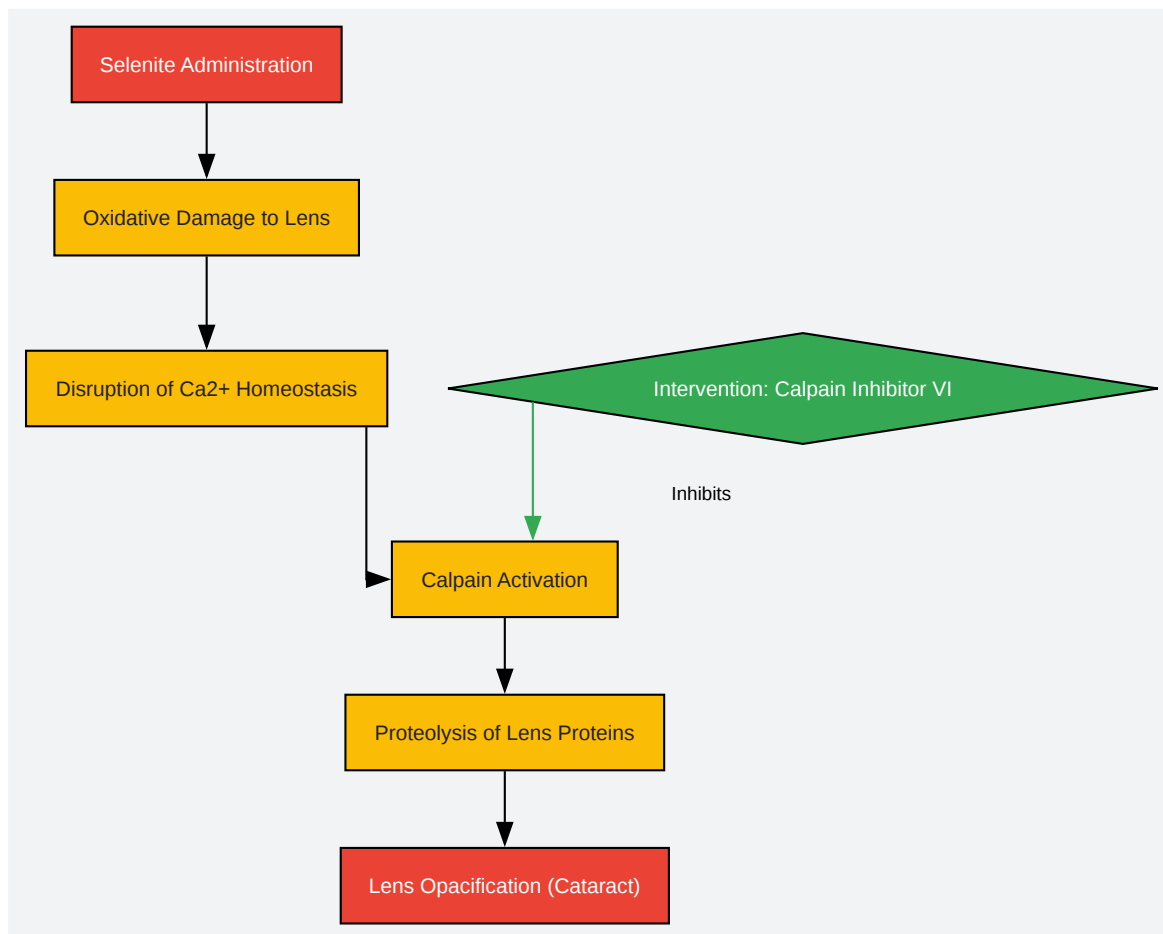 Selenite Administration
Oxidative Damage to Lens
Disruption of Ca2+ Homeostasis
Intervention: Calpain Inhibitor VI
Inhibits
Calpain Activation
Proteolysis of Lens Proteins
Lens Opacification (Cataract)